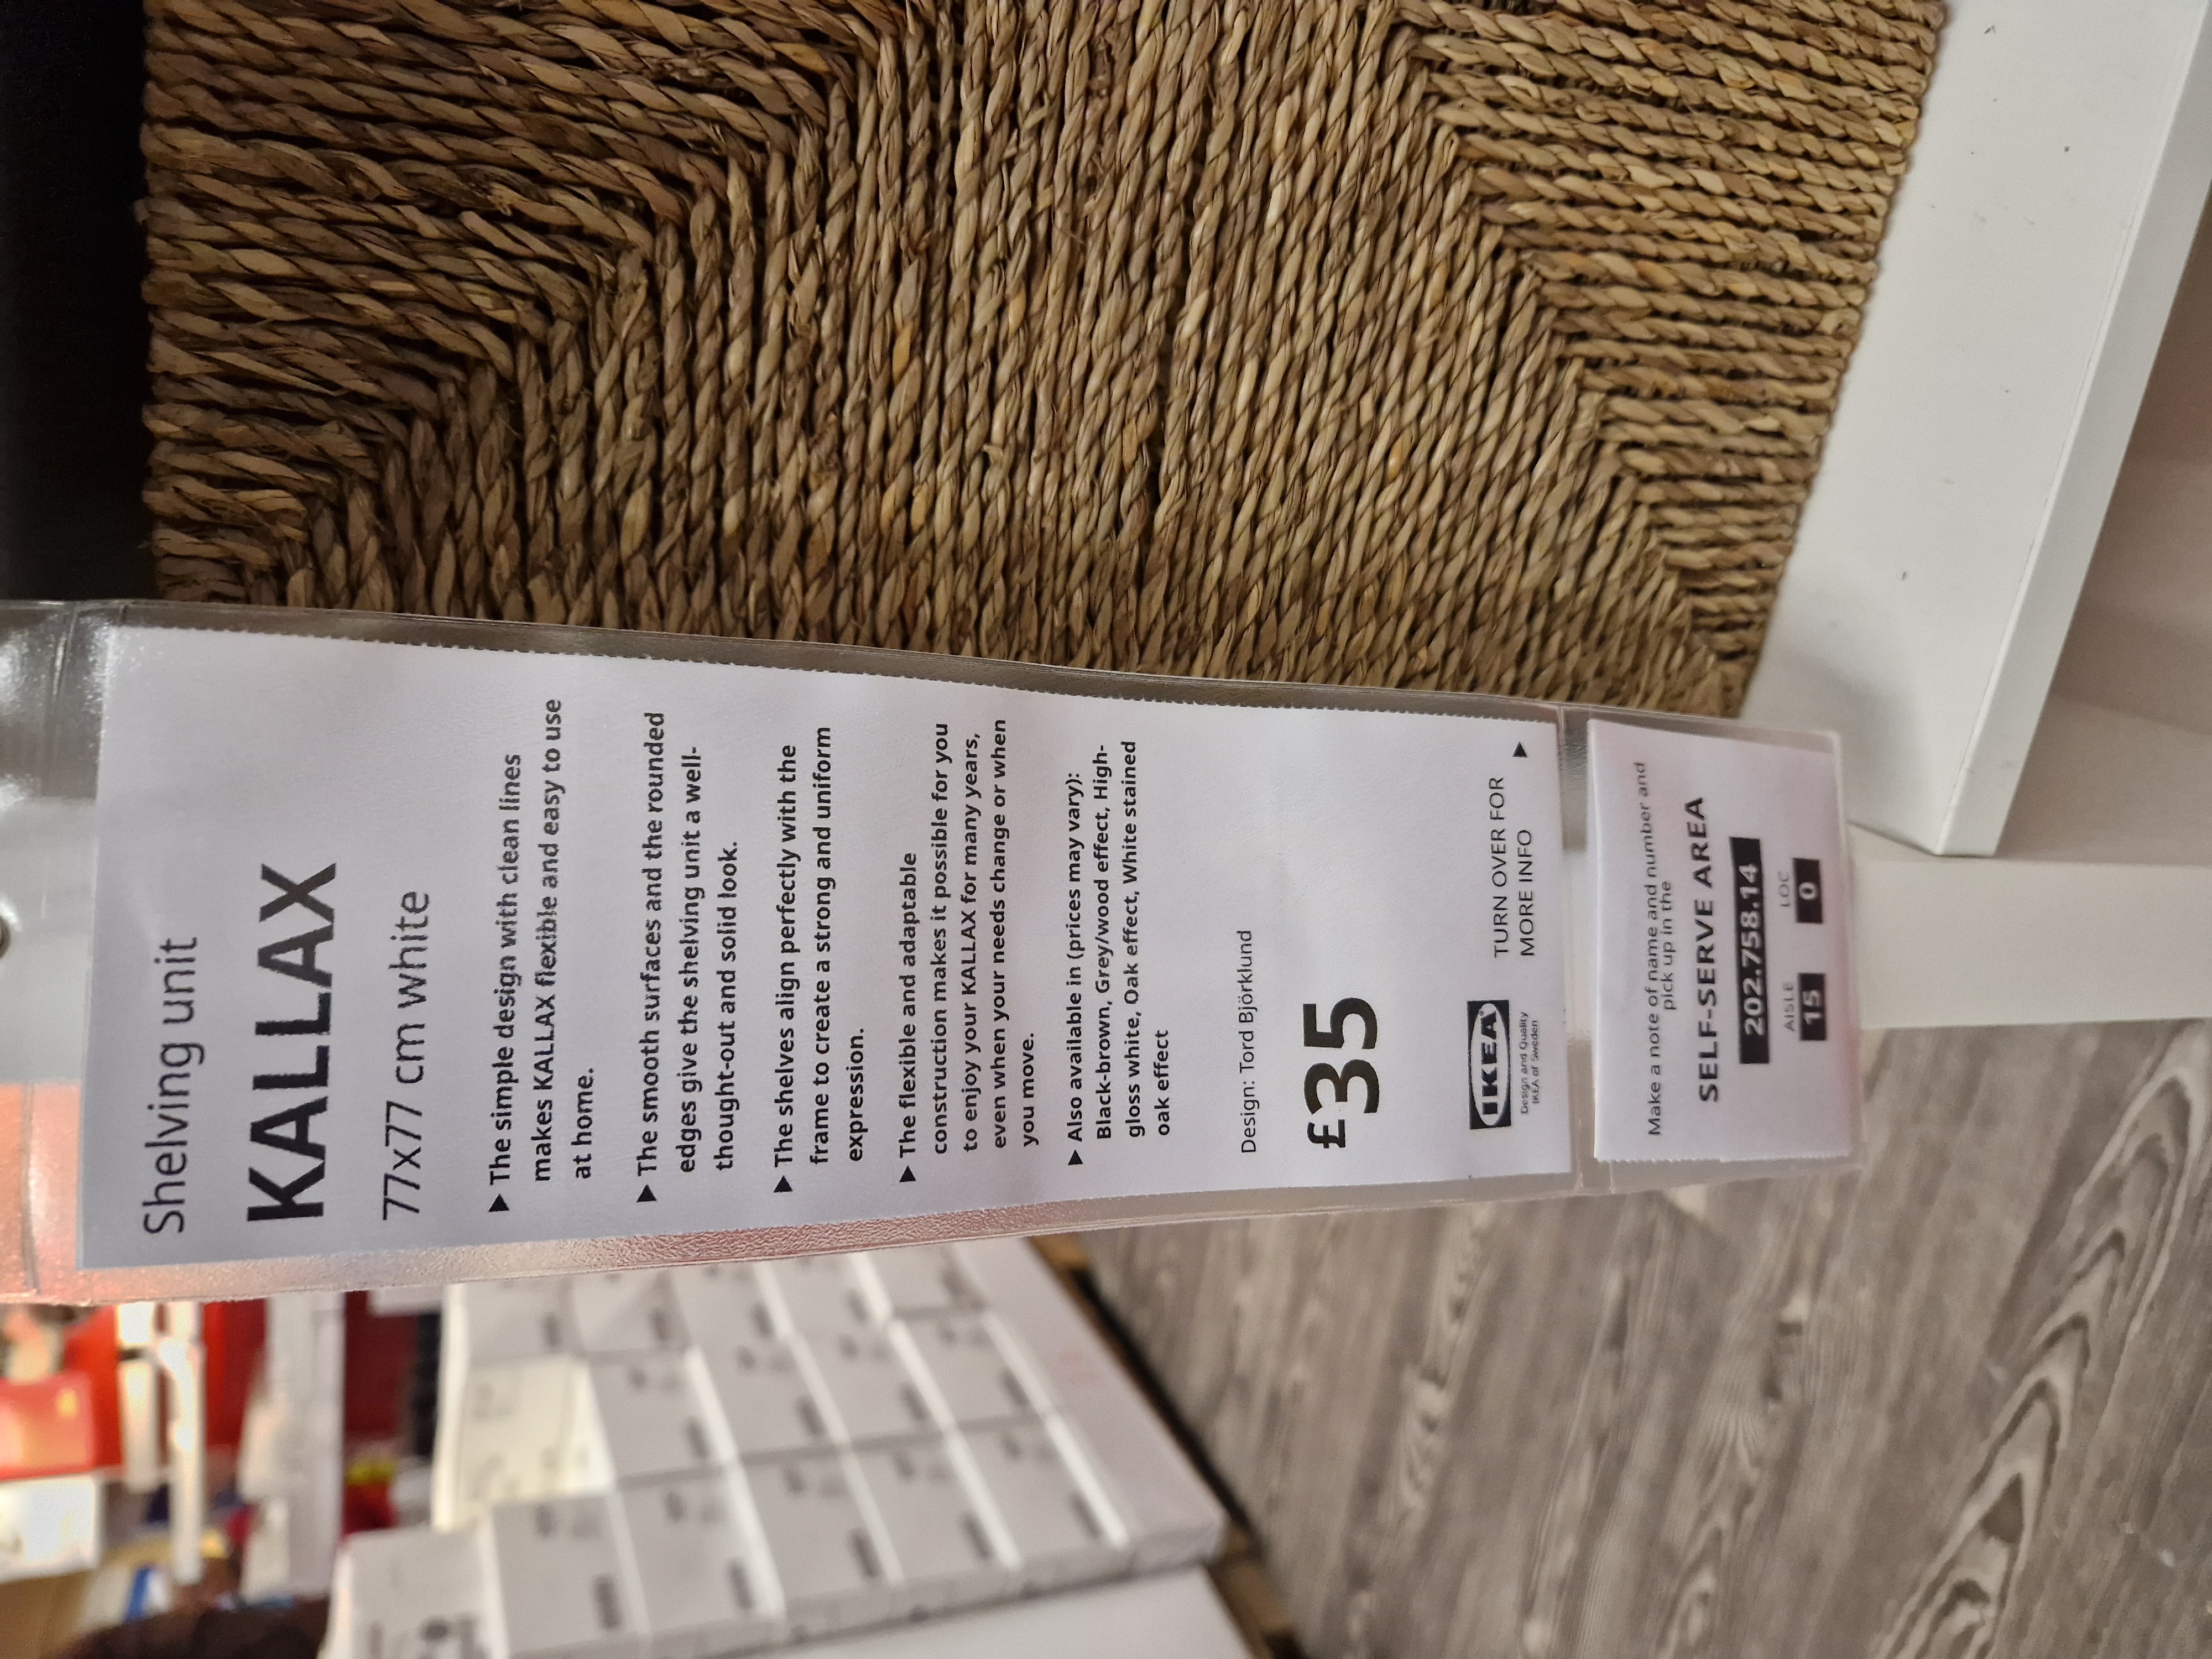 Shelving unit
KALLAX
77x77 cm white
▶ The simple design with clean lines
makes KALLAX flexible and easy to use
at home.
▶ The smooth surfaces and the rounded
edges give the shelving unit a well-
thought-out and solid look.
▶ The shelves align perfectly with the
frame to create a strong and uniform
expression.
▶ The flexible and adaptable
construction makes it possible for you
to enjoy your KALLAX for many years,
even when your needs change or when
you move.
▶ Also available in (prices may vary):
Black-brown, Grey/wood effect, High-
gloss white, Oak effect, White stained
oak effect
Design: Tord Björklund
£35
IKEA®
Design and Quality
IKEA of Sweden
TURN OVER FOR
MORE INFO ▶
Make a note of name and number and
pick up in the
SELF-SERVE AREA
202.758.14
AISLE LOC
15 0